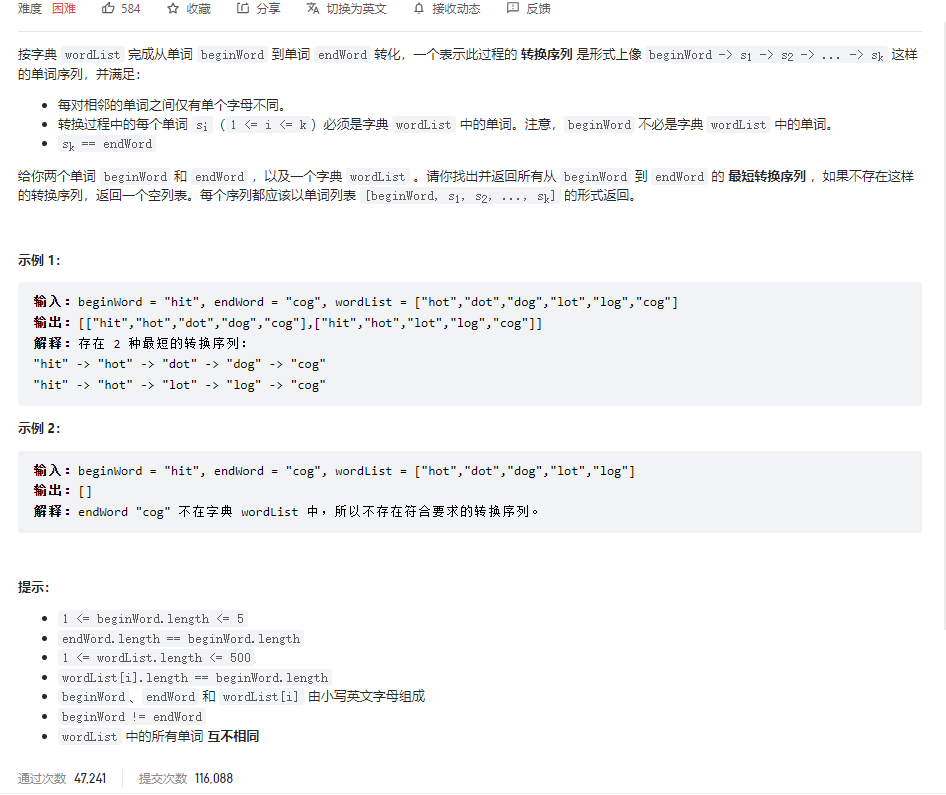 难度 困难 584 收藏 分享 切换为英文 接收动态 反馈
按字典 wordList 完成从单词 beginWord 到单词 endWord 转化，一个表示此过程的 转换序列 是形式上像 beginWord -> s1 -> s2 -> ... -> sk 这样
的单词序列，并满足：
• 每对相邻的单词之间仅有单个字母不同。
• 转换过程中的每个单词 si ( 1 <= i <= k ) 必须是字典 wordList 中的单词。注意，beginWord 不必是字典 wordList 中的单词。
• sk == endWord
给你两个单词 beginWord 和 endWord ，以及一个字典 wordList 。请你找出并返回所有从 beginWord 到 endWord 的 最短转换序列 ，如果不存在这样
的转换序列，返回一个空列表。每个序列都应该以单词列表 [beginWord, s1, s2, ..., sk] 的形式返回。
示例 1：
输入：beginWord = "hit", endWord = "cog", wordList = ["hot","dot","dog","lot","log","cog"]
输出：[["hit","hot","dot","dog","cog"],["hit","hot","lot","log","cog"]]
解释：存在 2 种最短的转换序列：
"hit" -> "hot" -> "dot" -> "dog" -> "cog"
"hit" -> "hot" -> "lot" -> "log" -> "cog"
示例 2：
输入：beginWord = "hit", endWord = "cog", wordList = ["hot","dot","dog","lot","log"]
输出：[]
解释：endWord "cog" 不在字典 wordList 中，所以不存在符合要求的转换序列。
提示：
• 1 <= beginWord.length <= 5
• endWord.length == beginWord.length
• 1 <= wordList.length <= 500
• wordList[i].length == beginWord.length
• beginWord、endWord 和 wordList[i] 由小写英文字母组成
• beginWord != endWord
• wordList 中的所有单词 互不相同
通过次数 47,241 提交次数 116,088